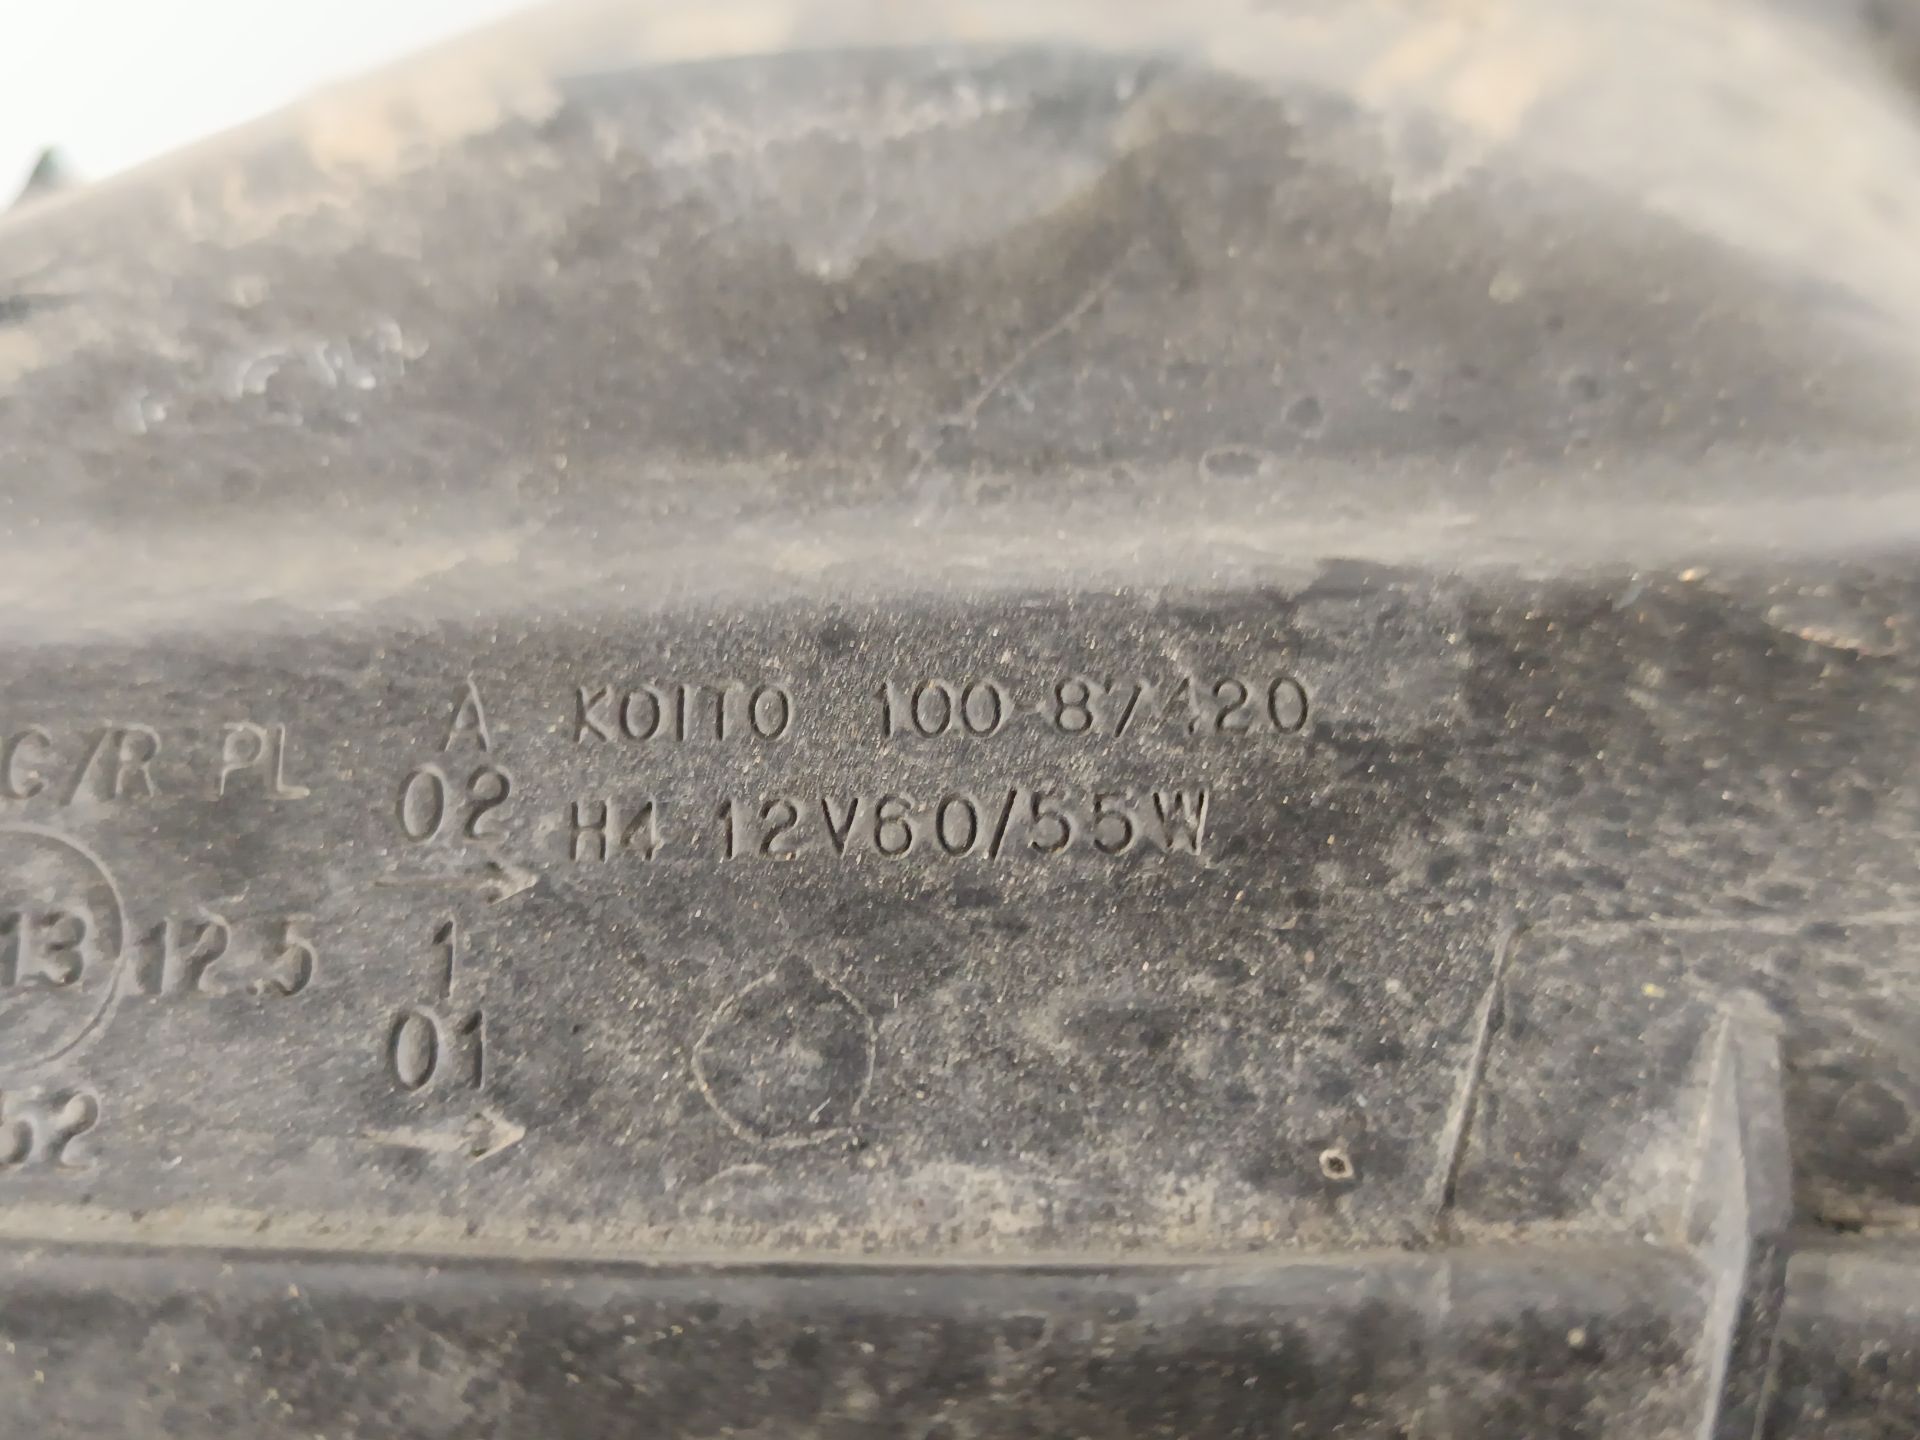 A KOITO 100-87420
C/R PL 02 H4 12V60/55W
13 12.5 1
01
52